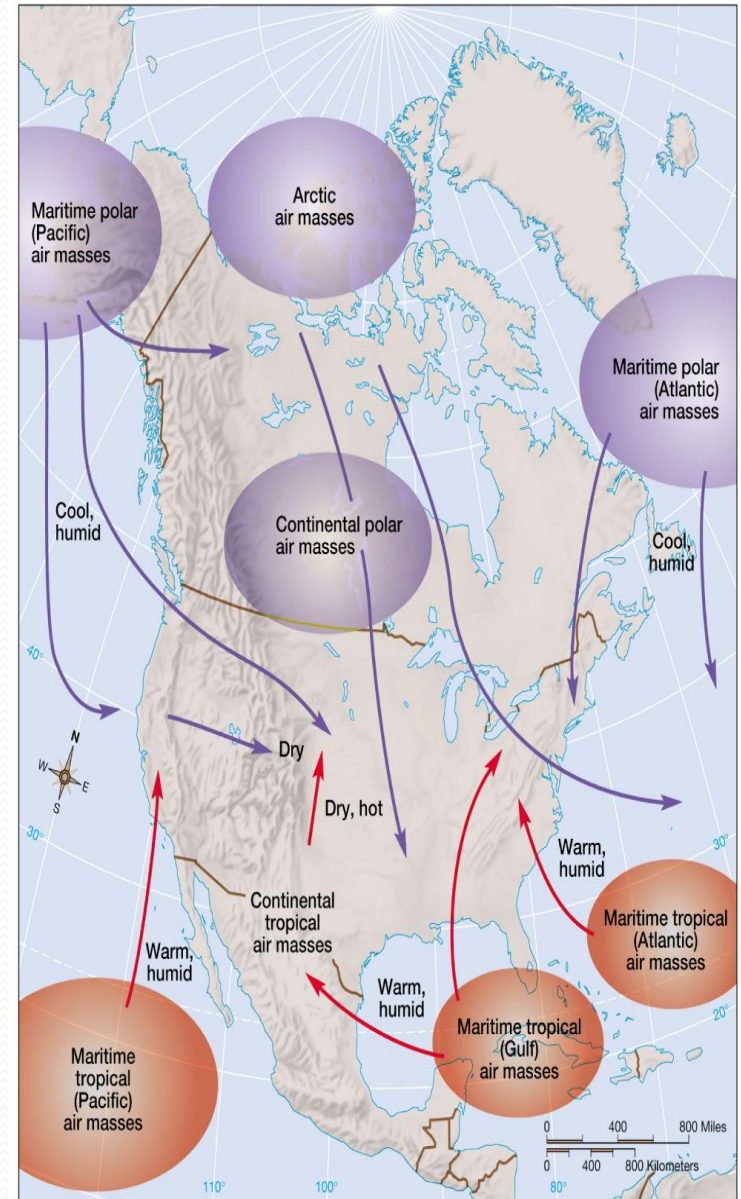 Arctic
air masses
Maritime polar
(Pacific)
air masses
Maritime polar
(Atlantic)
air masses
Continental polar
air masses
Cool,
humid
Cool,
humid
40°
N
W
E
S
Dry
Dry, hot
30°
30°
Warm,
humid
Continental
tropical
air masses
Maritime tropical
(Atlantic)
air masses
Warm,
humid
Warm,
humid
20°
Maritime tropical
(Gulf)
air masses
Maritime
tropical
(Pacific)
air masses
0 400 800 Miles
0 400 800 Kilometers
110° 100° 80°